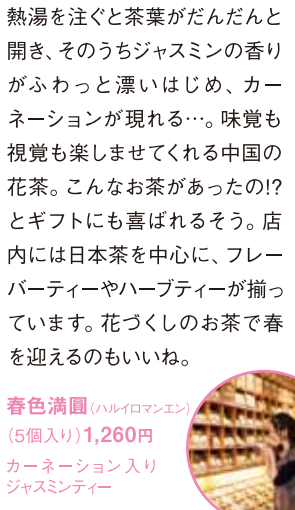 熱湯を注ぐと茶葉がだんだんと
開き、そのうちジャスミンの香り
がふわっと漂いはじめ、カー
ネーションが現れる…。味覚も
視覚も楽しませてくれる中国の
花茶。こんなお茶があったの!?
とギフトにも喜ばれるそう。店
内には日本茶を中心に、フレー
バーティーやハーブティーが揃っ
ています。花づくしのお茶で春
を迎えるのもいいね。
春色満圓（ハルイロマンエン）
（5個入り）1,260円
カーネーション入り
ジャスミンティー